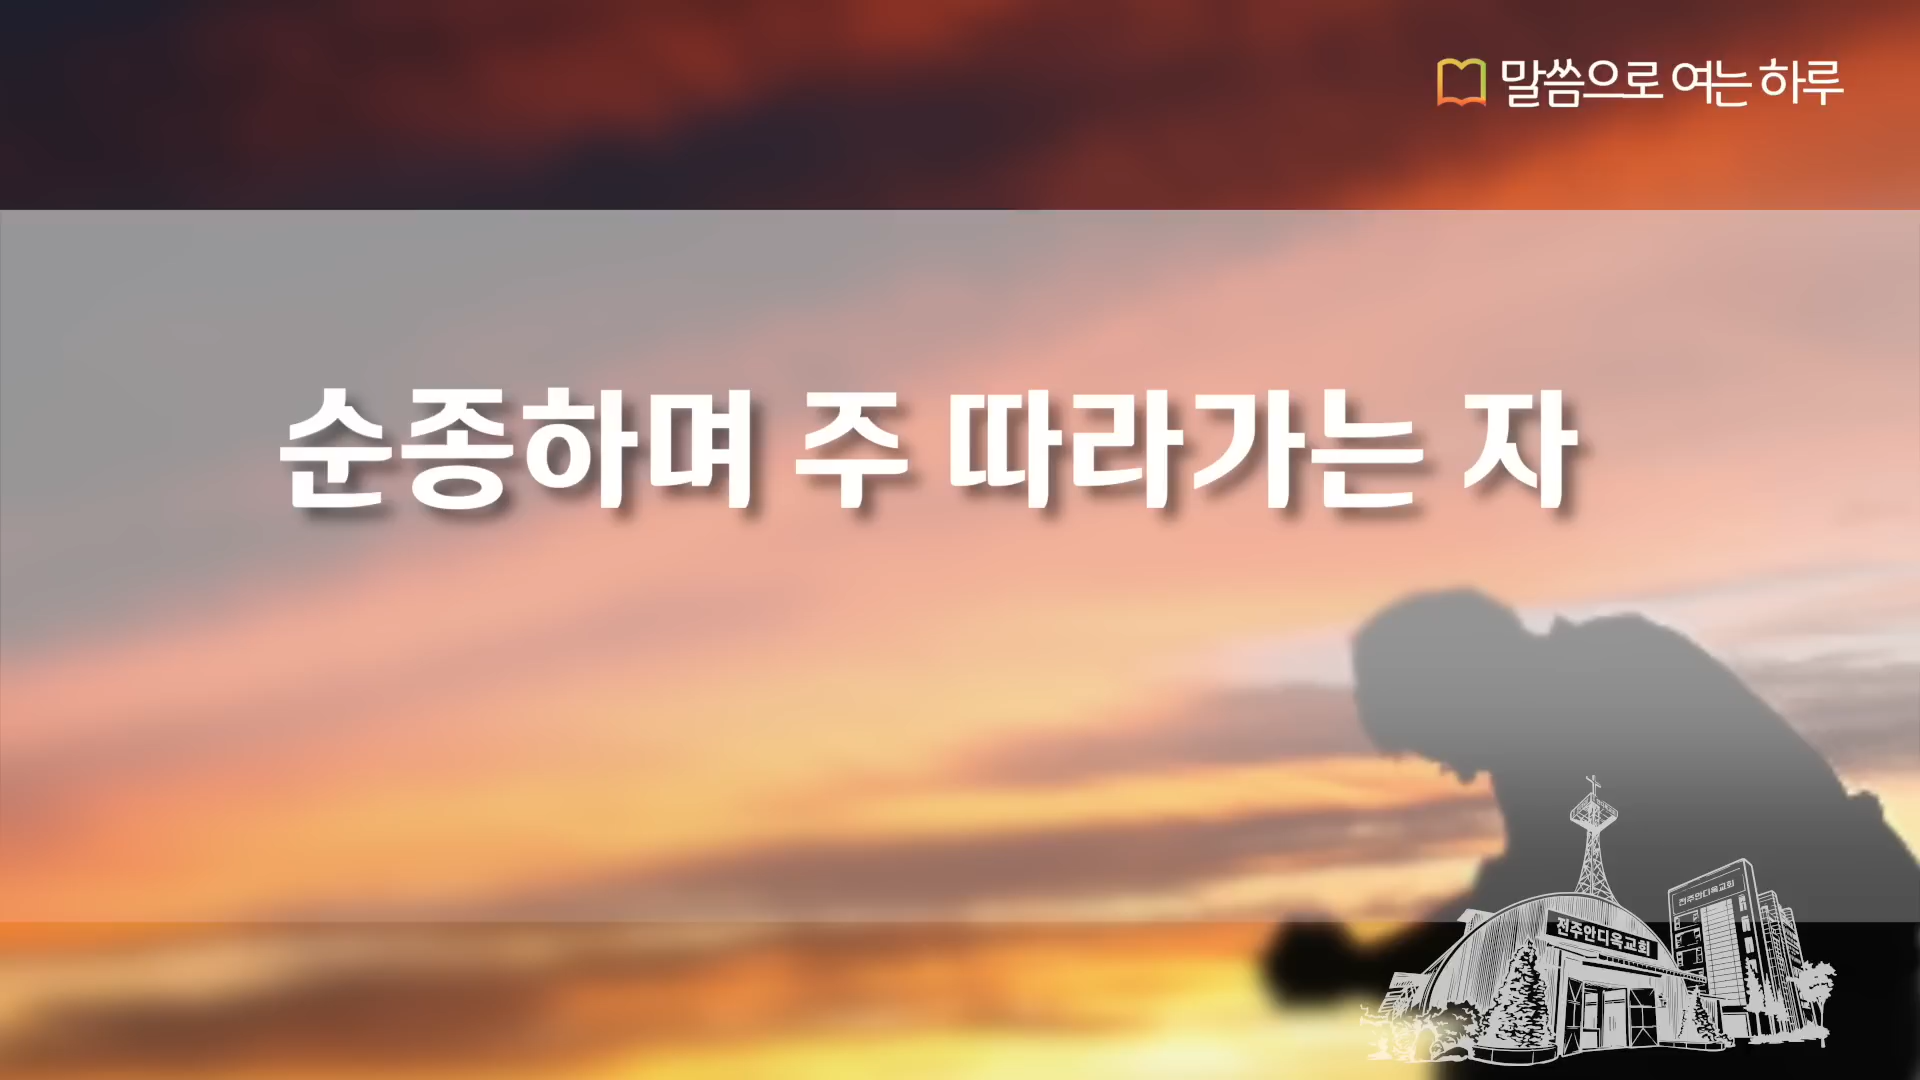 말씀으로 여는 하루
순종하며 주 따라가는 자
전주안디옥교회
전주안디옥교회